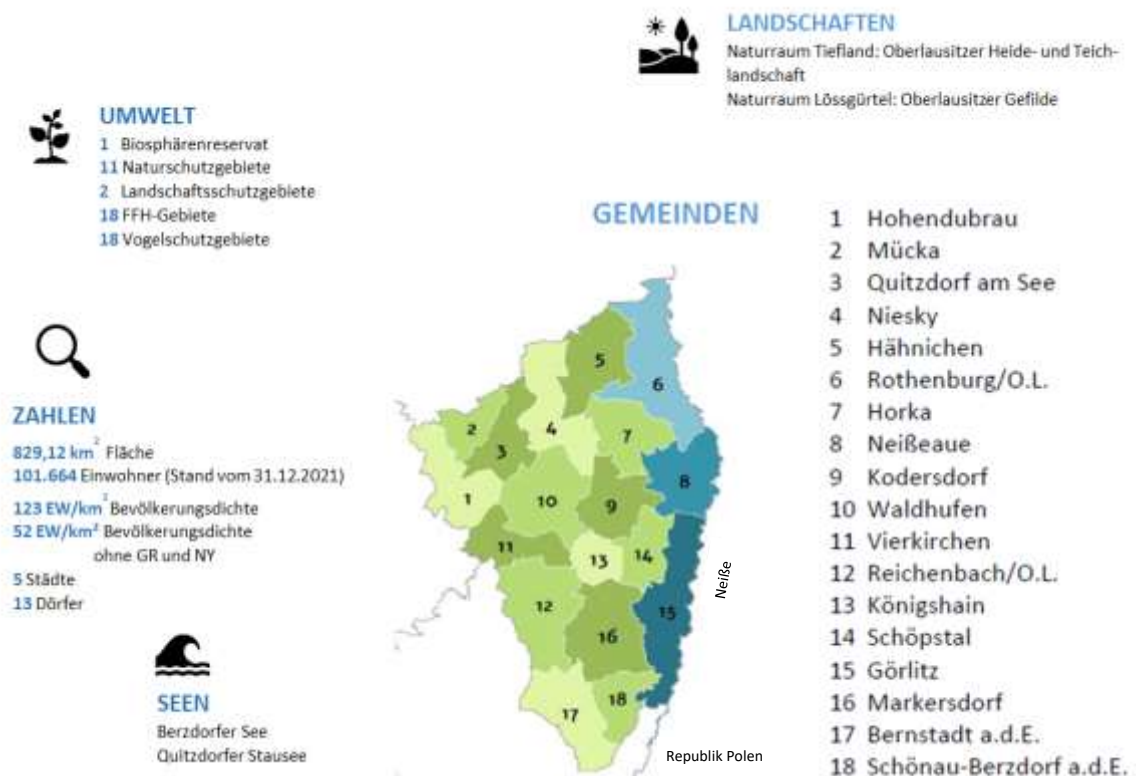 LANDSCHAFTEN
Naturraum Tiefland: Oberlausitzer Heide- und Teich-
landschaft
Naturraum Lössgürtel: Oberlausitzer Gefilde
UMWELT
1 Biosphärenreservat
11 Naturschutzgebiete
2 Landschaftsschutzgebiete
18 FFH-Gebiete
18 Vogelschutzgebiete
ZAHLEN
829,12 km² Fläche
101.664 Einwohner (Stand vom 31.12.2021)
123 EW/km² Bevölkerungsdichte
52 EW/km² Bevölkerungsdichte
ohne GR und NY
5 Städte
13 Dörfer
SEEN
Berzdorfer See
Quitzdorfer Stausee
GEMEINDEN
1 Hohendubrau
2 Mücka
3 Quitzdorf am See
4 Niesky
5 Hähnichen
6 Rothenburg/O.L.
7 Horka
8 Neißeaue
9 Kodersdorf
10 Waldhufen
11 Vierkirchen
12 Reichenbach/O.L.
13 Königshain
14 Schöpstal
15 Görlitz
16 Markersdorf
17 Bernstadt a.d.E.
18 Schönau-Berzdorf a.d.E.
5
6
2
4
7
3
8
1
10
9
11
13
14
12
15
16
18
17
Neiße
Republik Polen